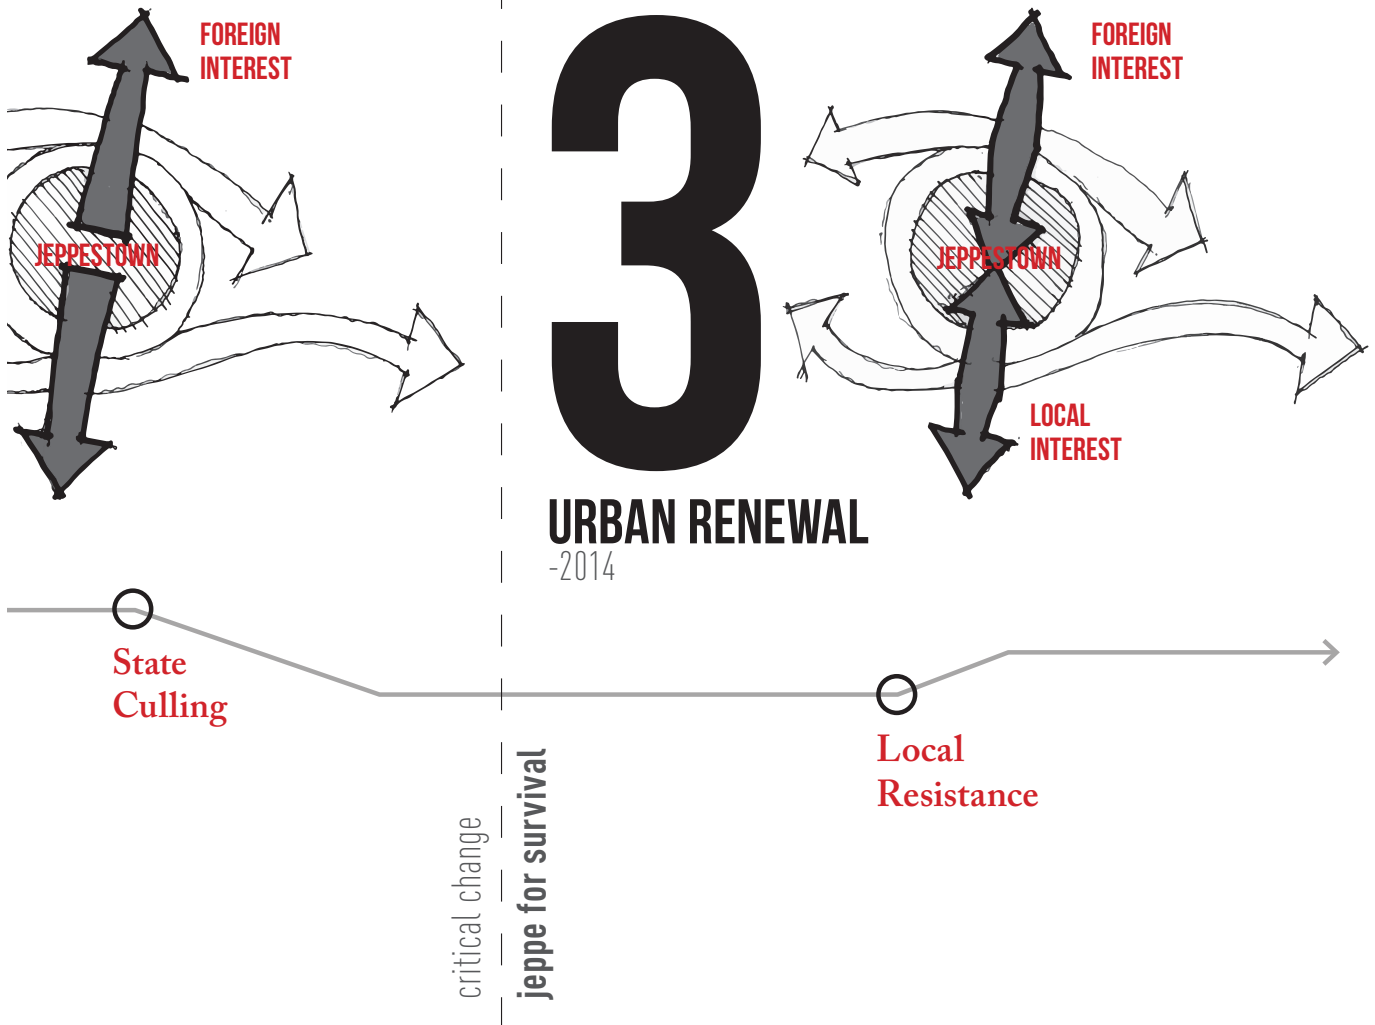 FOREIGN
INTEREST
JEPPESTOWN
3
URBAN RENEWAL
-2014
FOREIGN
INTEREST
JEPPESTOWN
LOCAL
INTEREST
State
Culling
Local
Resistance
critical change
jeppe for survival